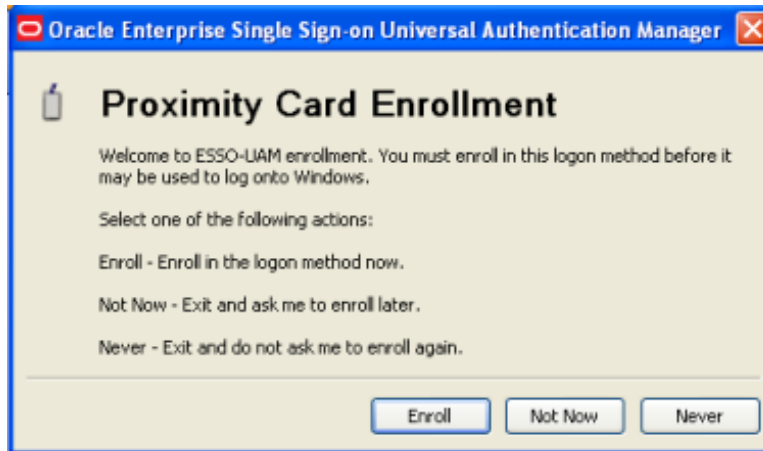 Oracle Enterprise Single Sign-on Universal Authentication Manager
Proximity Card Enrollment
Welcome to ESSO-UAM enrollment. You must enroll in this logon method before it
may be used to log onto Windows.
Select one of the following actions:
Enroll - Enroll in the logon method now.
Not Now - Exit and ask me to enroll later.
Never - Exit and do not ask me to enroll again.
Enroll Not Now Never